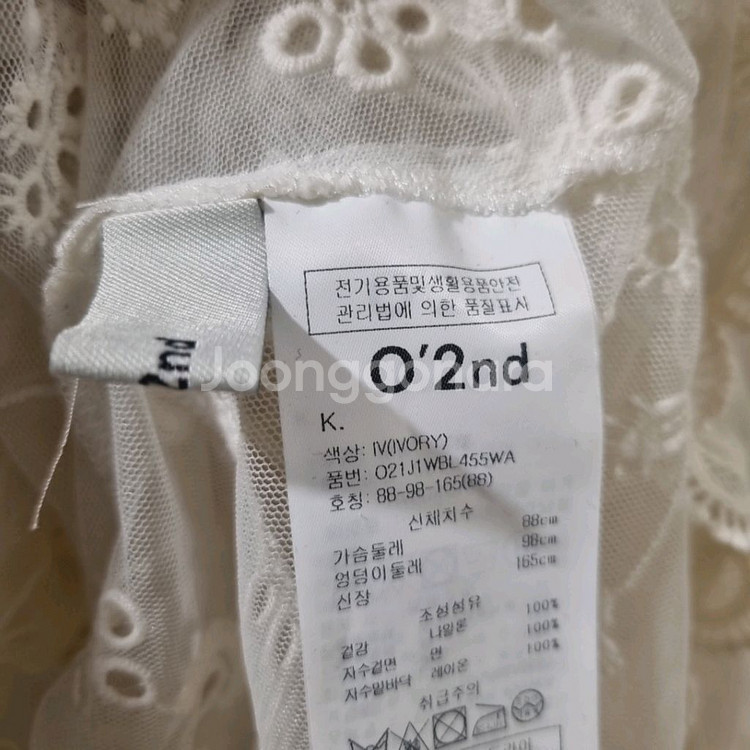 전기용품및생활용품안전
관리법에 의한 품질표시
O'2nd
2nd
Joonggonara
K.
색상: IV(IVORY)
품번: O21J1WBL455WA
호칭: 88-98-165(88)
신체치수
가슴둘레 88cm
엉덩이둘레 98cm
신장 165cm
조성섬유
겉감 나일론 100%
자수겉면 면 100%
자수밑바닥 레이온 100%
취급주의